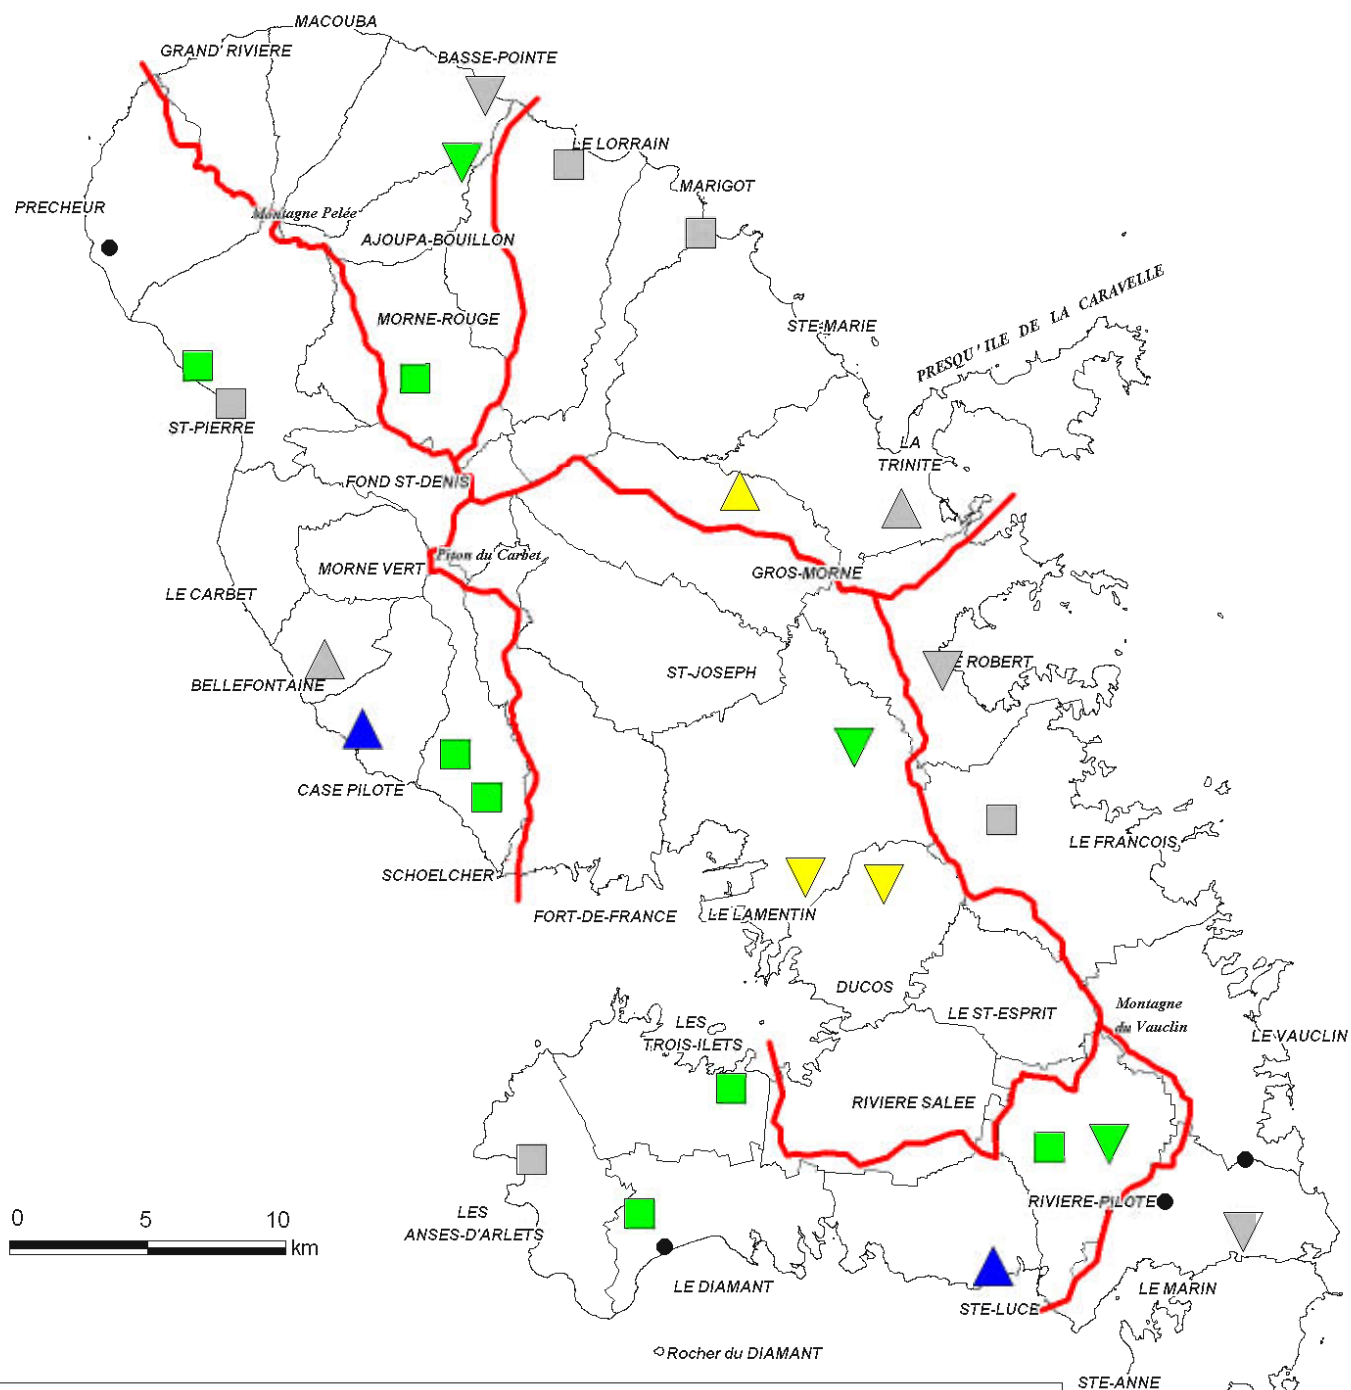 MACOUBA
GRAND' RIVIERE
BASSE-POINTE
LE LORRAIN
MARIGOT
PRECHEUR
Montagne Pelée
AJOUPA-BOUILLON
PRESQU' ILE DE LA CARAVELLE
MORNE-ROUGE
STE-MARIE
ST-PIERRE
LA
TRINITE
FOND ST-DENIS
Piton du Carbet
MORNE VERT
GROS-MORNE
LE CARBET
E ROBERT
ST-JOSEPH
BELLEFONTAINE
CASE PILOTE
LE FRANCOIS
SCHOELCHER
FORT-DE-FRANCE
LE LAMENTIN
DUCOS
LE ST-ESPRIT
Montagne
du Vauclin
LES
TROIS-ILETS
LE VAUCLIN
RIVIERE SALEE
RIVIERE-PILOTE
LES
ANSES-D'ARLETS
0 5 10
km
LE DIAMANT
LE MARIN
STE-LUCE
Rocher du DIAMANT
STE-ANNE